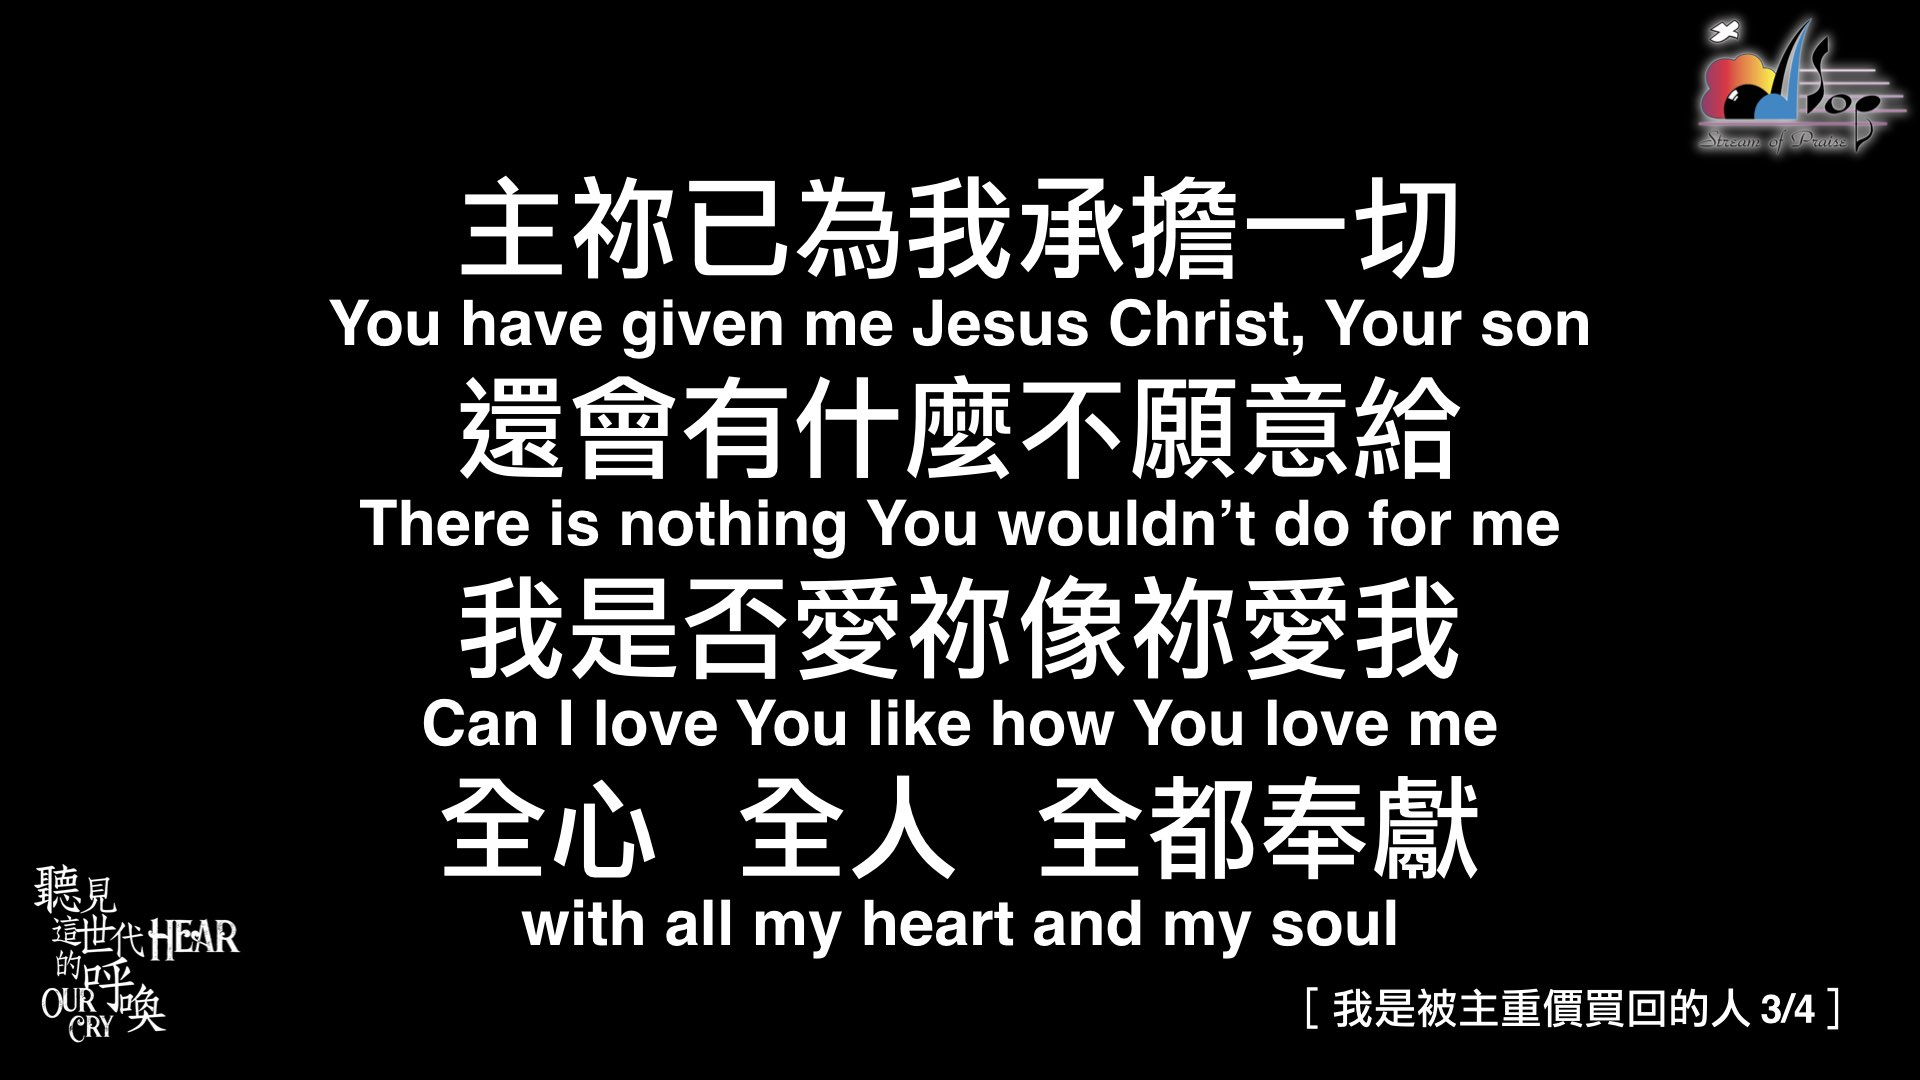 SOP
Stream of Praise
主祢已為我承擔一切
You have given me Jesus Christ, Your son
還會有什麼不願意給
There is nothing You wouldn’t do for me
我是否愛祢像祢愛我
Can I love You like how You love me
全心 全人 全都奉獻
with all my heart and my soul
聽見
這世代 HEAR
的呼喚
OUR
CRY
[ 我是被主重價買回的人 3/4 ]